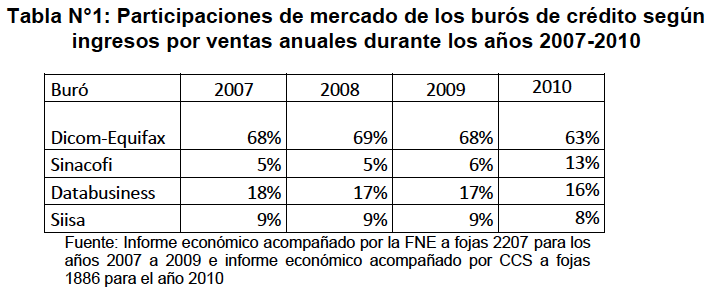 Tabla N°1: Participaciones de mercado de los burós de crédito según
ingresos por ventas anuales durante los años 2007-2010
Buró 2007 2008 2009 2010
Dicom-Equifax 68% 69% 68% 63%
Sinacofi 5% 5% 6% 13%
Databusiness 18% 17% 17% 16%
Siisa 9% 9% 9% 8%
Fuente: Informe económico acompañado por la FNE a fojas 2207 para los
años 2007 a 2009 e informe económico acompañado por CCS a fojas
1886 para el año 2010